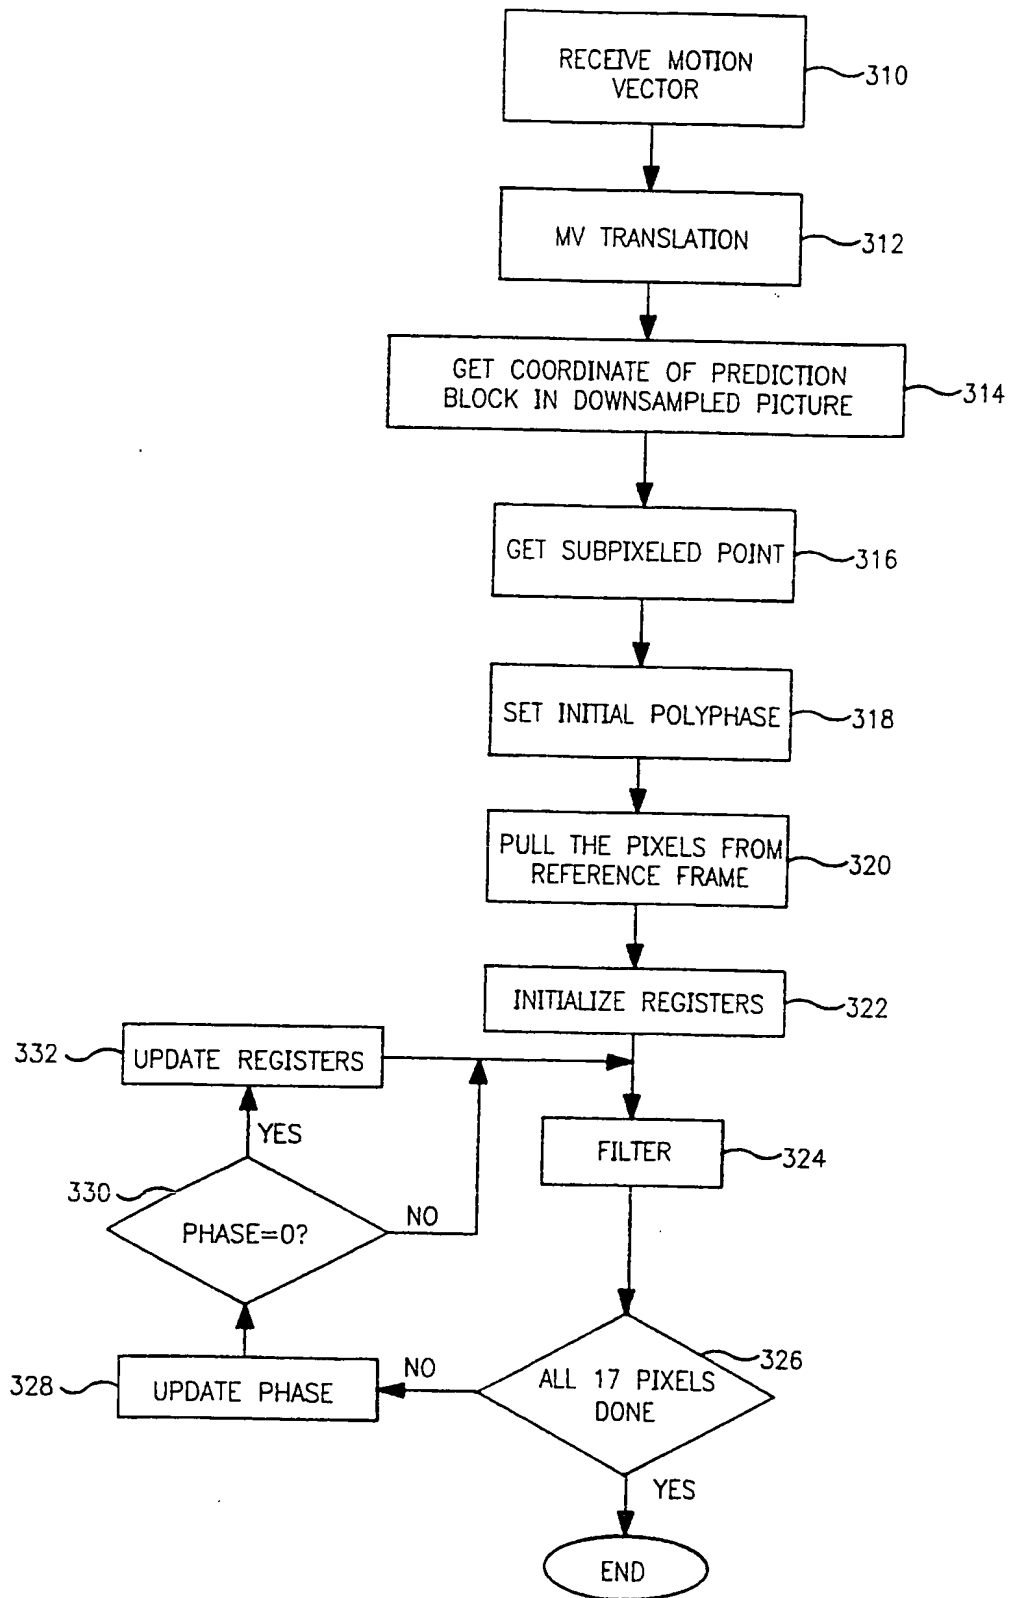 RECEIVE MOTION
VECTOR
310
MV TRANSLATION
312
GET COORDINATE OF PREDICTION
BLOCK IN DOWNSAMPLED PICTURE
314
GET SUBPIXELED POINT
316
SET INITIAL POLYPHASE
318
PULL THE PIXELS FROM
REFERENCE FRAME
320
INITIALIZE REGISTERS
322
332
UPDATE REGISTERS
YES
FILTER
324
330
PHASE=0?
NO
326
ALL 17 PIXELS
DONE
NO
328
UPDATE PHASE
YES
END